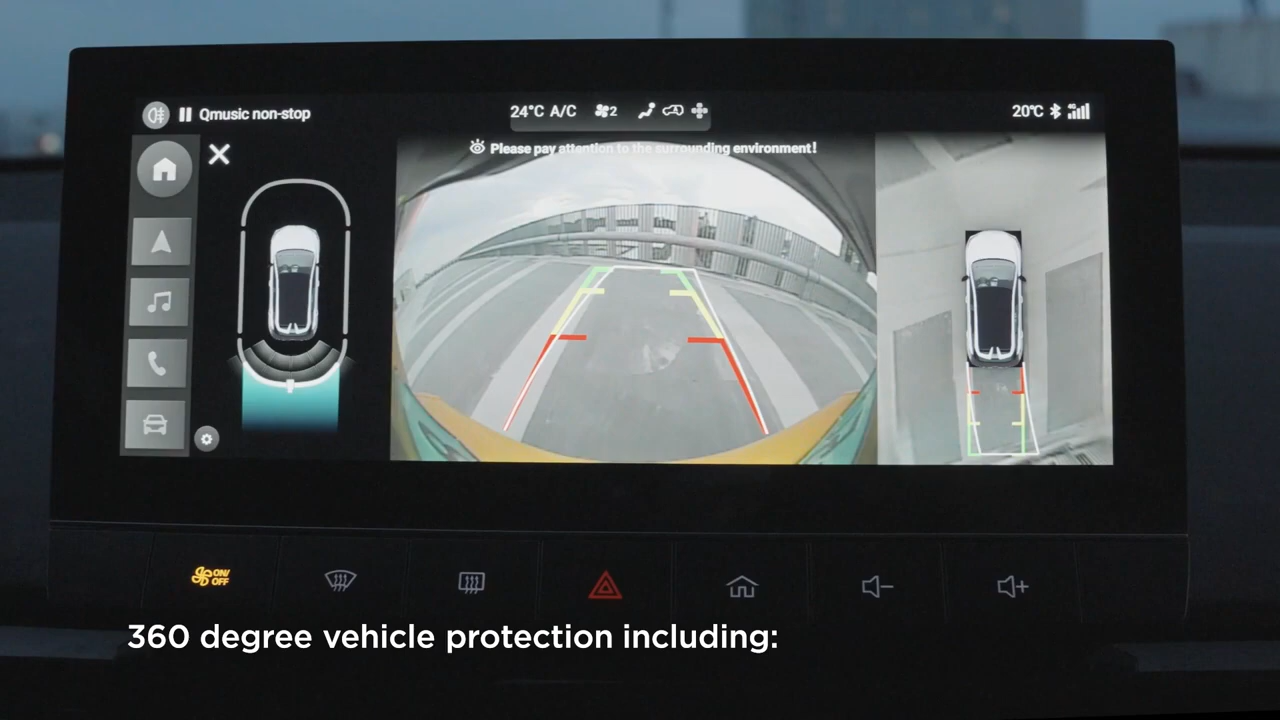 Qmusic non-stop
24°C A/C 2
20°C 4G
Please pay attention to the surrounding environment!
ON/
OFF
360 degree vehicle protection including: